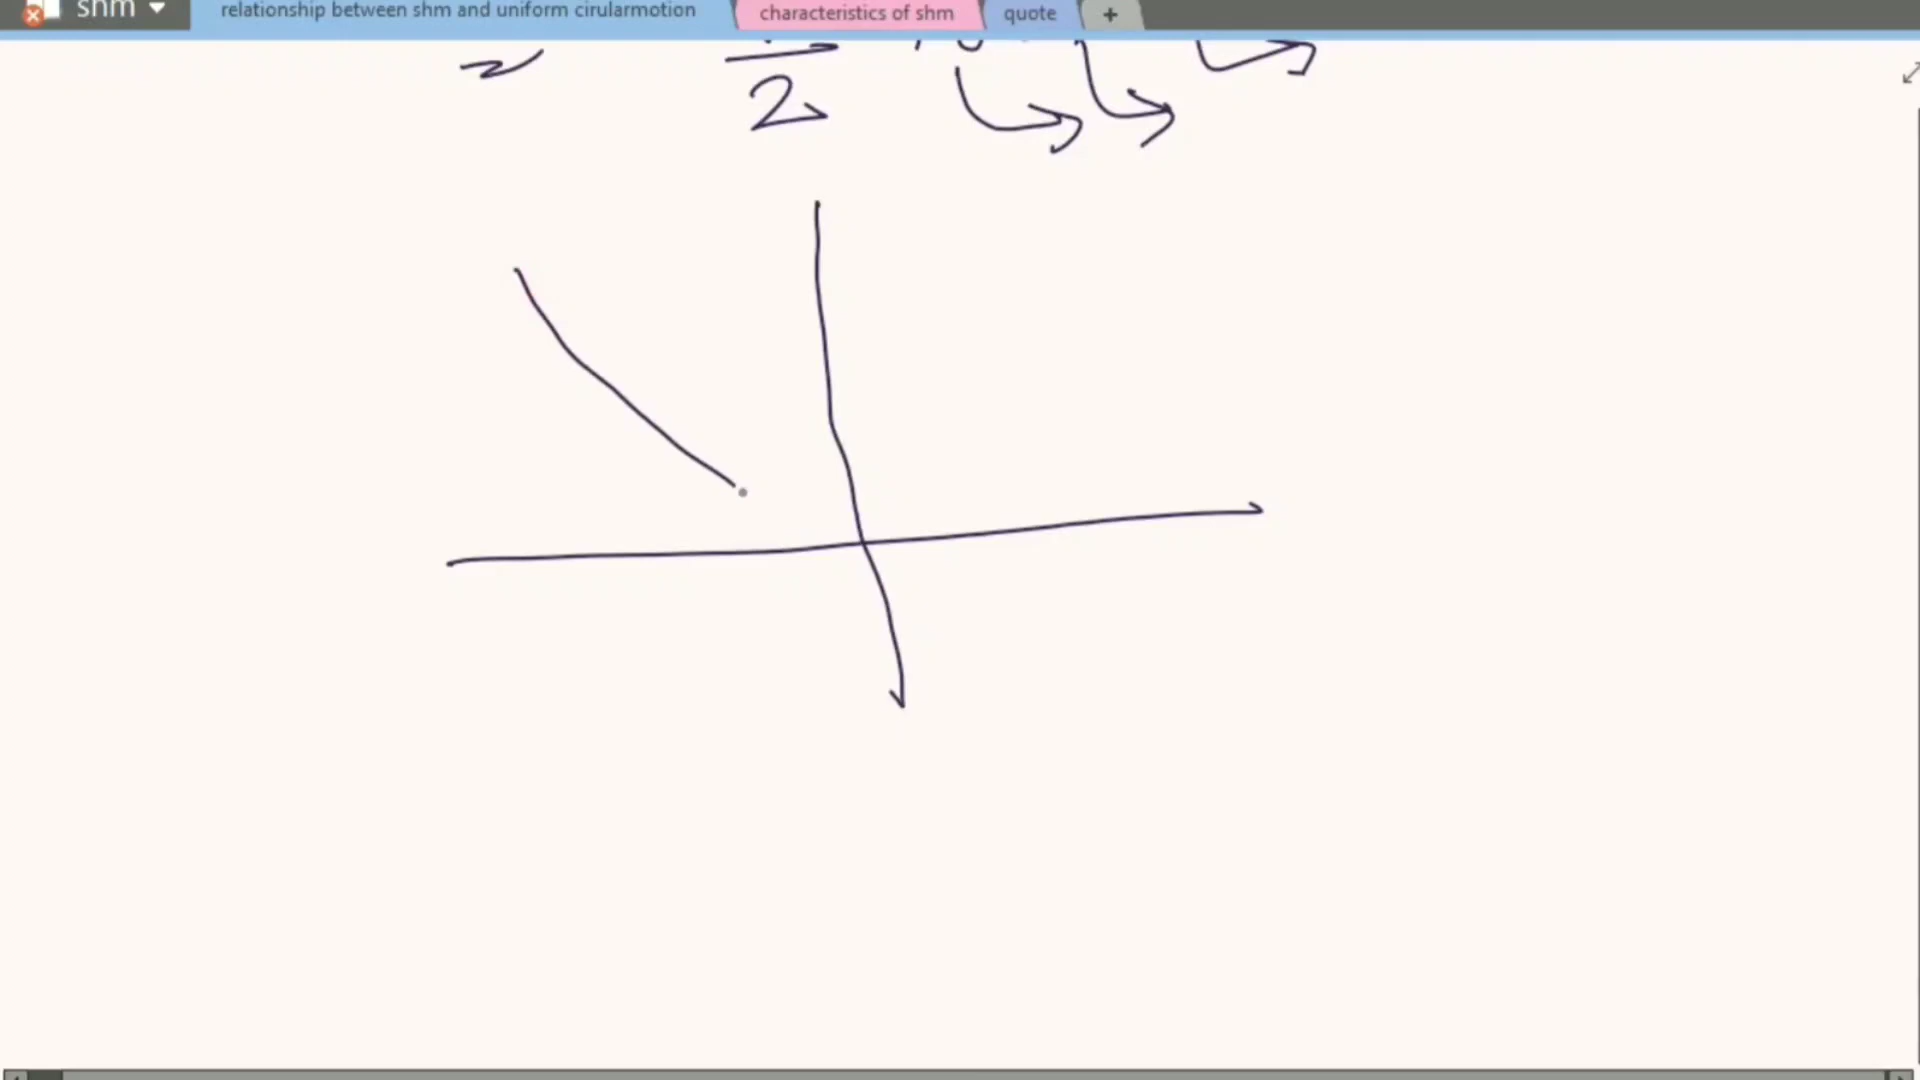 shm
relationship between shm and uniform cirularmotion
characteristics of shm
quote
+
2